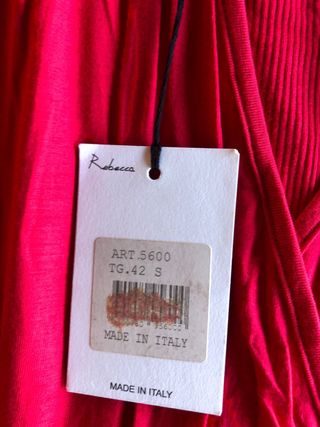 Rebecca
ART.5600
TG.42 S
MADE IN ITALY
MADE IN ITALY